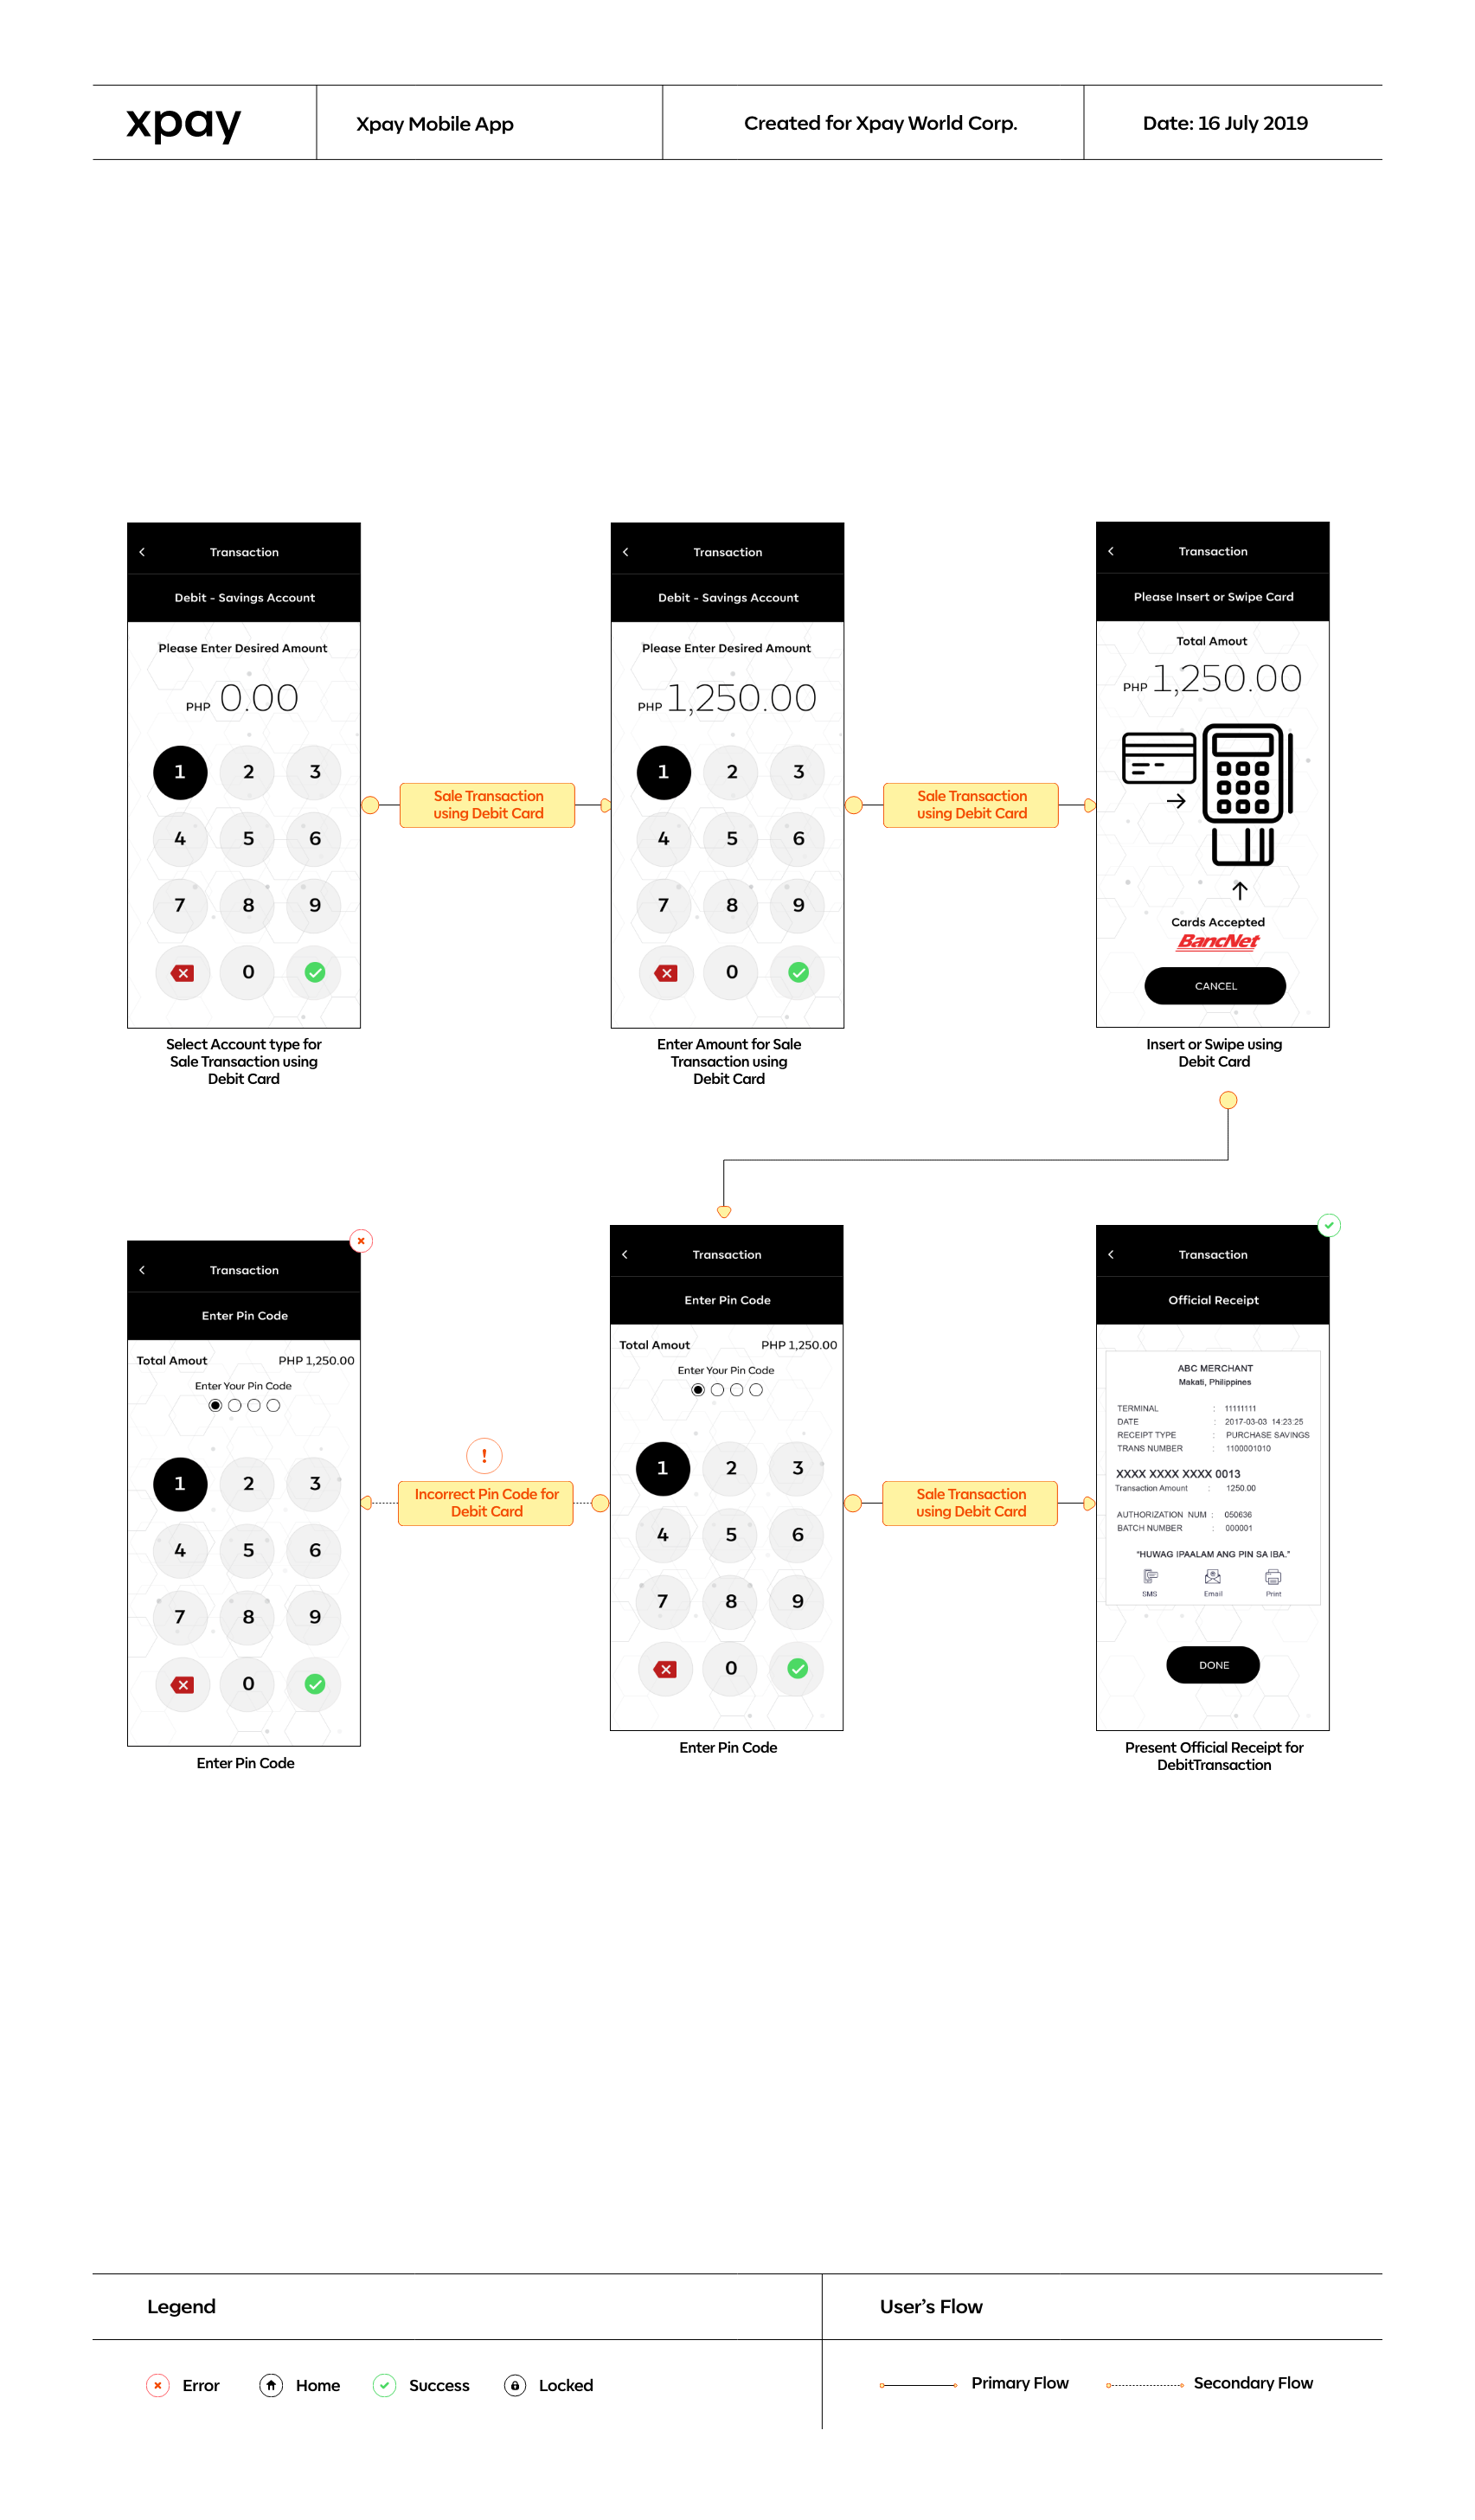 xpay
Xpay Mobile App
Created for Xpay World Corp.
Date: 16 July 2019
Transaction
Debit - Savings Account
Please Enter Desired Amount
PHP 0.00
1 2 3
4 5 6
7 8 9
0
Select Account type for
Sale Transaction using
Debit Card
Sale Transaction
using Debit Card
Transaction
Debit - Savings Account
Please Enter Desired Amount
PHP 1,250.00
1 2 3
4 5 6
7 8 9
0
Enter Amount for Sale
Transaction using
Debit Card
Sale Transaction
using Debit Card
Transaction
Please Insert or Swipe Card
Total Amout
PHP 1,250.00
Cards Accepted
BancNet
CANCEL
Insert or Swipe using
Debit Card
Transaction
Enter Pin Code
Total Amout PHP 1,250.00
Enter Your Pin Code
1 2 3
4 5 6
7 8 9
0
Enter Pin Code
!
Incorrect Pin Code for
Debit Card
Transaction
Enter Pin Code
Total Amout PHP 1,250.00
Enter Your Pin Code
1 2 3
4 5 6
7 8 9
0
Enter Pin Code
Sale Transaction
using Debit Card
Transaction
Official Receipt
ABC MERCHANT
Makati, Philippines
TERMINAL : 11111111
DATE : 2017-03-03 14:23:25
RECEIPT TYPE : PURCHASE SAVINGS
TRANS NUMBER : 1100001010
XXXX XXXX XXXX 0013
Transaction Amount : 1250.00
AUTHORIZATION NUM : 050636
BATCH NUMBER : 000001
"HUWAG IPAALAM ANG PIN SA IBA."
SMS Email Print
DONE
Present Official Receipt for
DebitTransaction
Legend
User's Flow
Error Home Success Locked
Primary Flow Secondary Flow